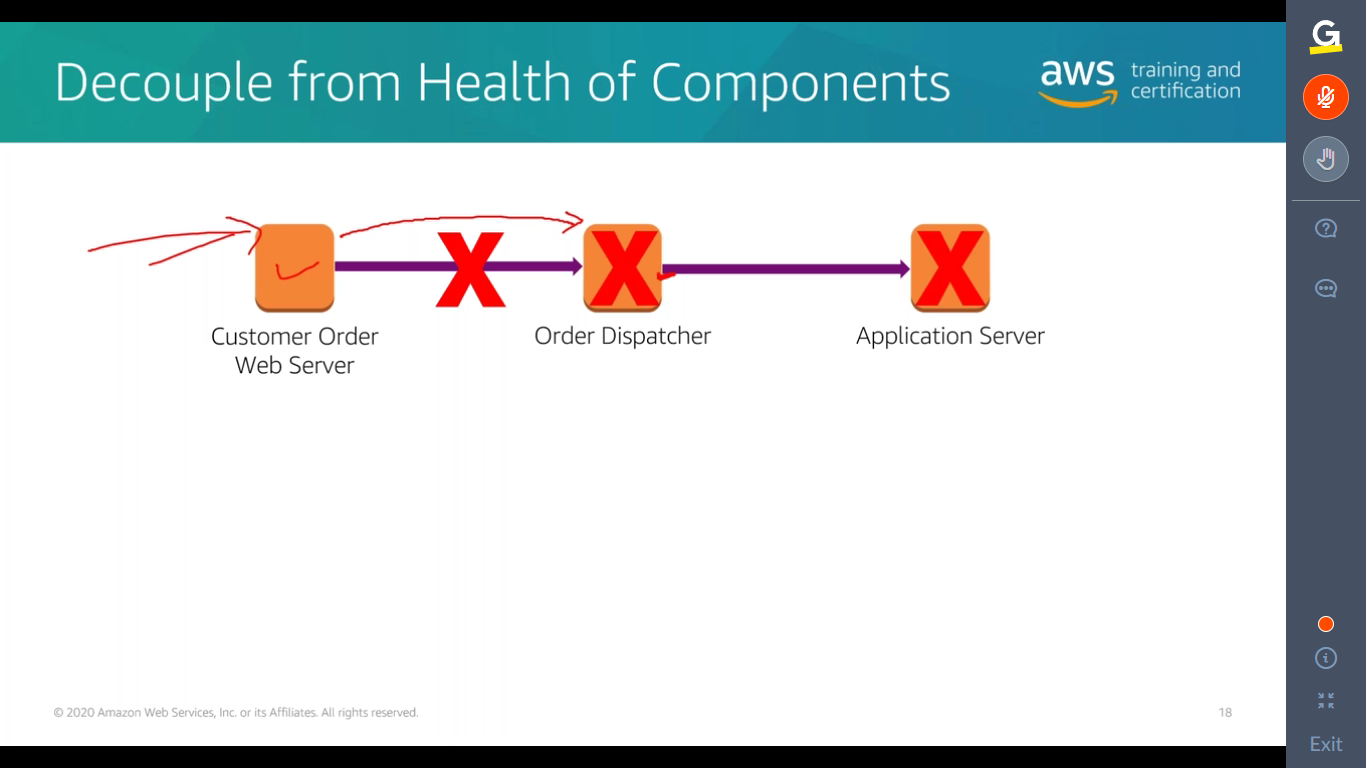 Decouple from Health of Components
aws training and
certification
X
X
X
Customer Order
Web Server
Order Dispatcher
Application Server
© 2020 Amazon Web Services, Inc. or its Affiliates. All rights reserved.
18
G
Exit